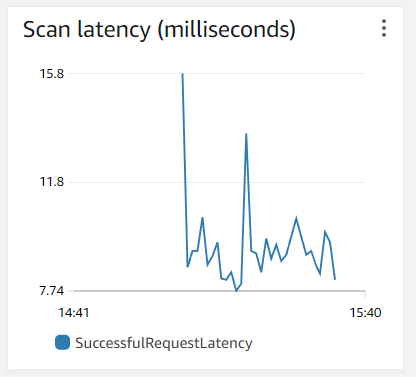 Scan latency (milliseconds)
15.8
11.8
7.74
14:41
15:40
SuccessfulRequestLatency